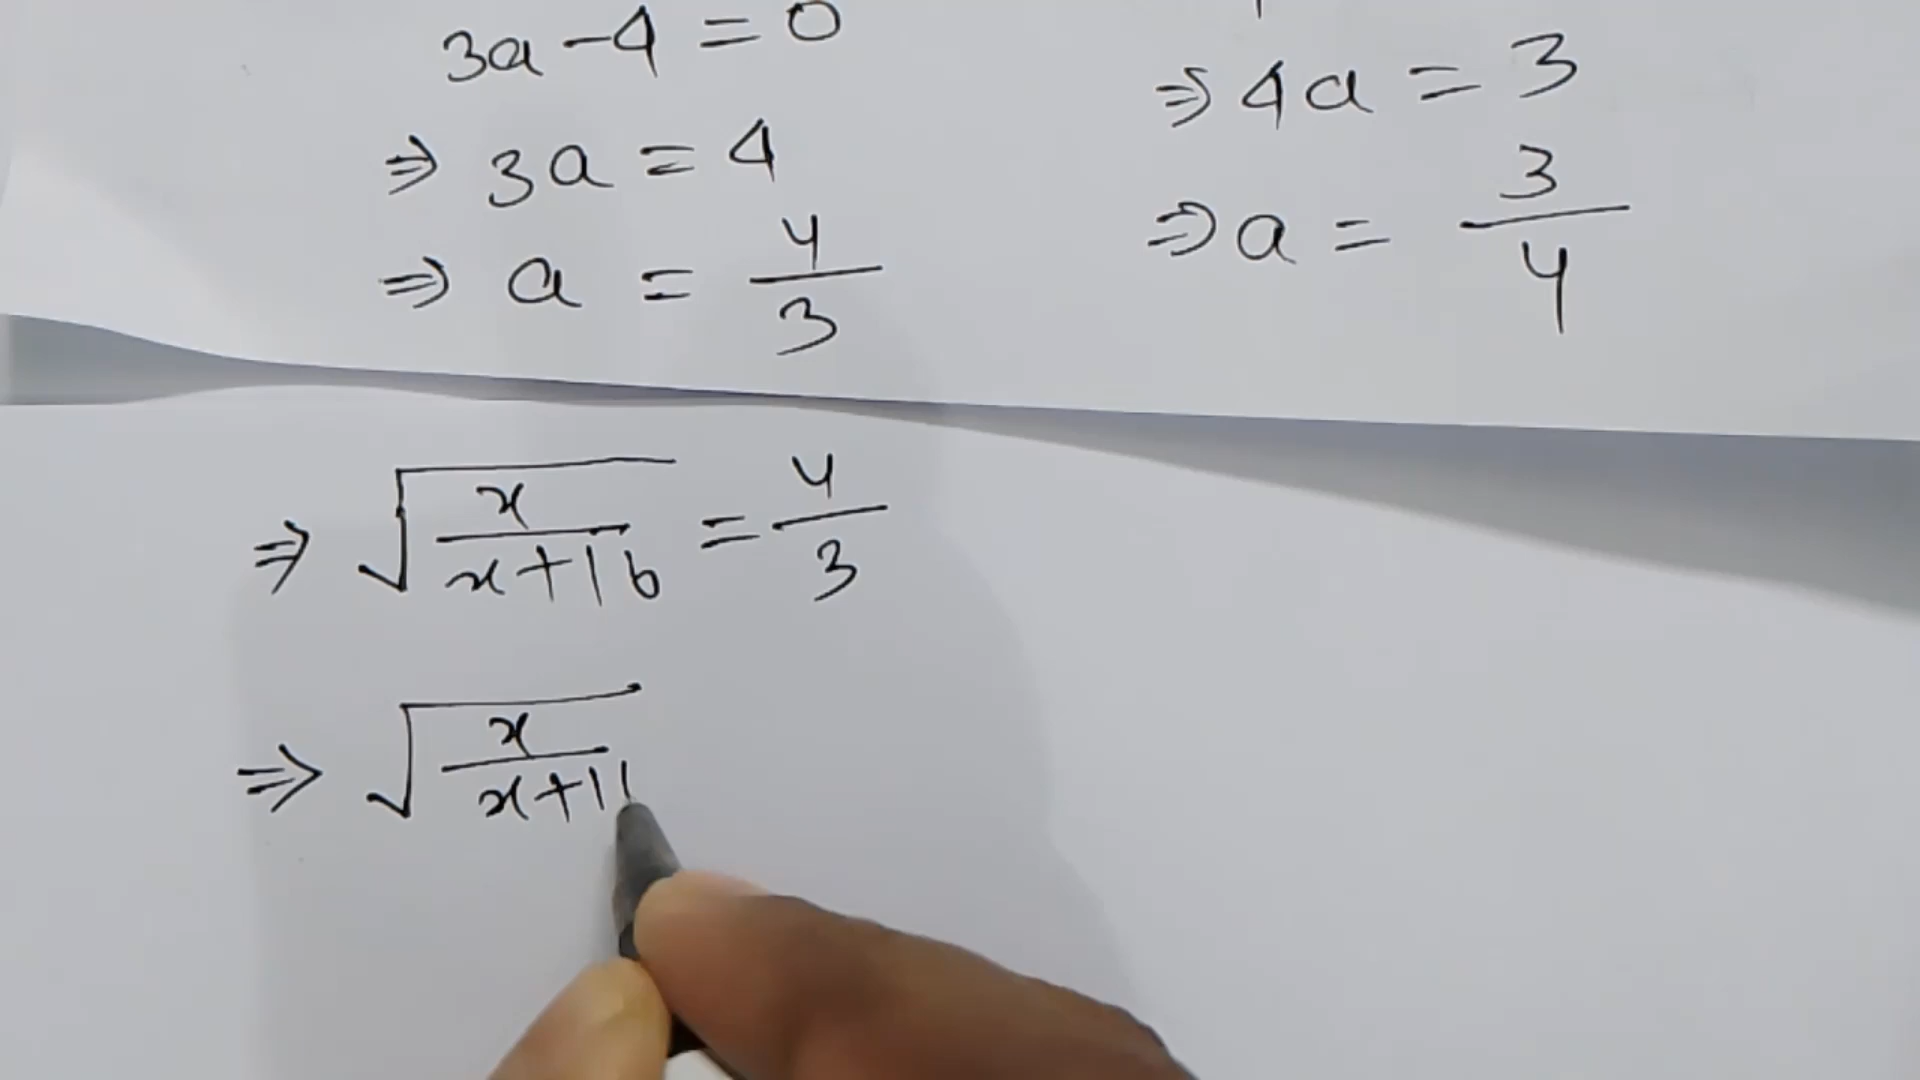 3a - 4 = 0
⇒ 3a = 4
⇒ a = 4/3
⇒ 4a = 3
⇒ a = 3/4
⇒ √(x/(x+16)) = 4/3
⇒ √(x/(x+1